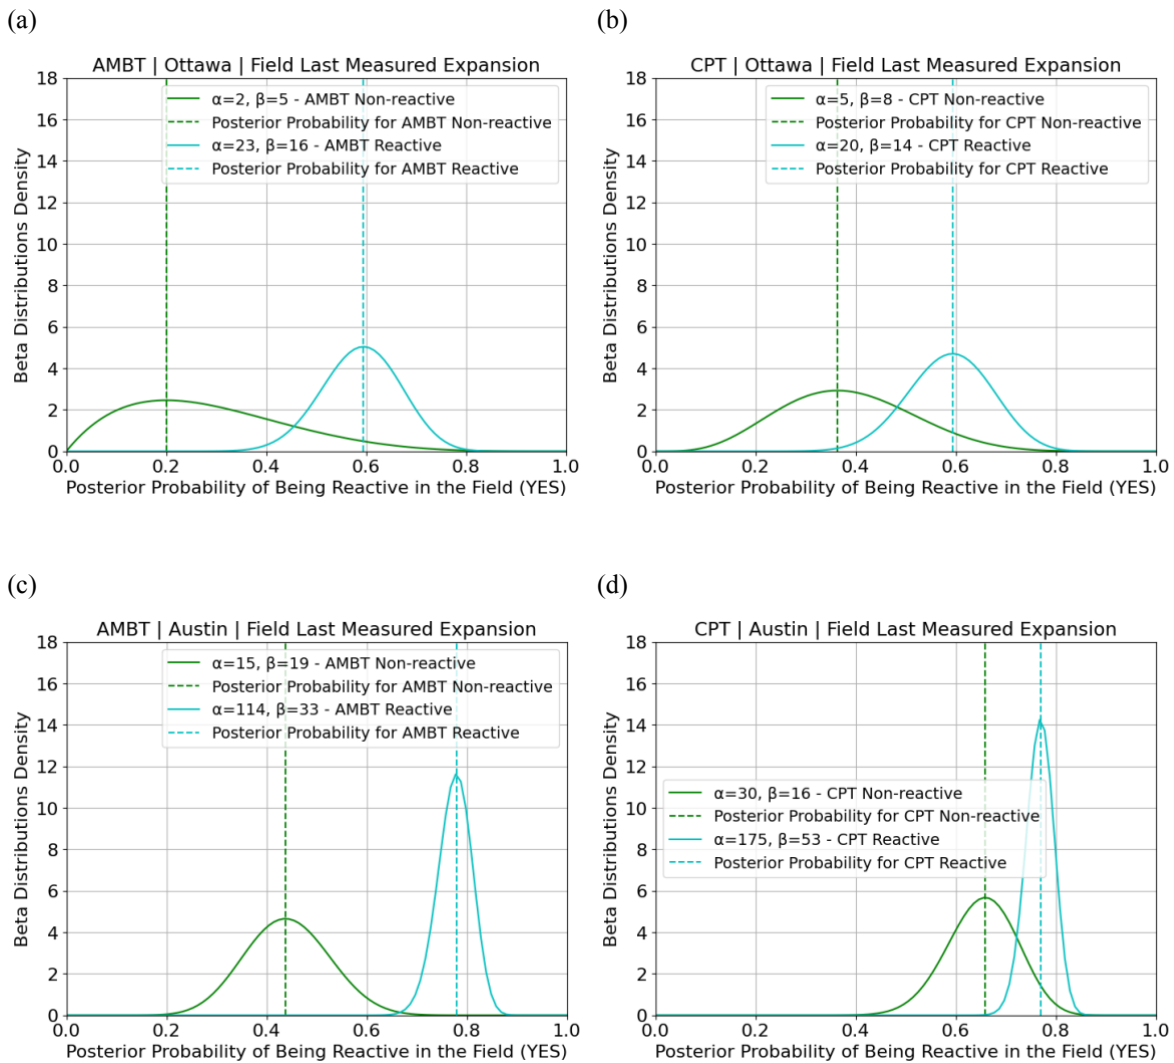 (a)
AMBT | Ottawa | Field Last Measured Expansion
18
16
14
12
10
8
6
4
2
0
Beta Distributions Density
α=2, β=5 - AMBT Non-reactive
Posterior Probability for AMBT Non-reactive
α=23, β=16 - AMBT Reactive
Posterior Probability for AMBT Reactive
0.0 0.2 0.4 0.6 0.8 1.0
Posterior Probability of Being Reactive in the Field (YES)
(b)
CPT | Ottawa | Field Last Measured Expansion
18
16
14
12
10
8
6
4
2
0
Beta Distributions Density
α=5, β=8 - CPT Non-reactive
Posterior Probability for CPT Non-reactive
α=20, β=14 - CPT Reactive
Posterior Probability for CPT Reactive
0.0 0.2 0.4 0.6 0.8 1.0
Posterior Probability of Being Reactive in the Field (YES)
(c)
AMBT | Austin | Field Last Measured Expansion
18
16
14
12
10
8
6
4
2
0
Beta Distributions Density
α=15, β=19 - AMBT Non-reactive
Posterior Probability for AMBT Non-reactive
α=114, β=33 - AMBT Reactive
Posterior Probability for AMBT Reactive
0.0 0.2 0.4 0.6 0.8 1.0
Posterior Probability of Being Reactive in the Field (YES)
(d)
CPT | Austin | Field Last Measured Expansion
18
16
14
12
10
8
6
4
2
0
Beta Distributions Density
α=30, β=16 - CPT Non-reactive
Posterior Probability for CPT Non-reactive
α=175, β=53 - CPT Reactive
Posterior Probability for CPT Reactive
0.0 0.2 0.4 0.6 0.8 1.0
Posterior Probability of Being Reactive in the Field (YES)